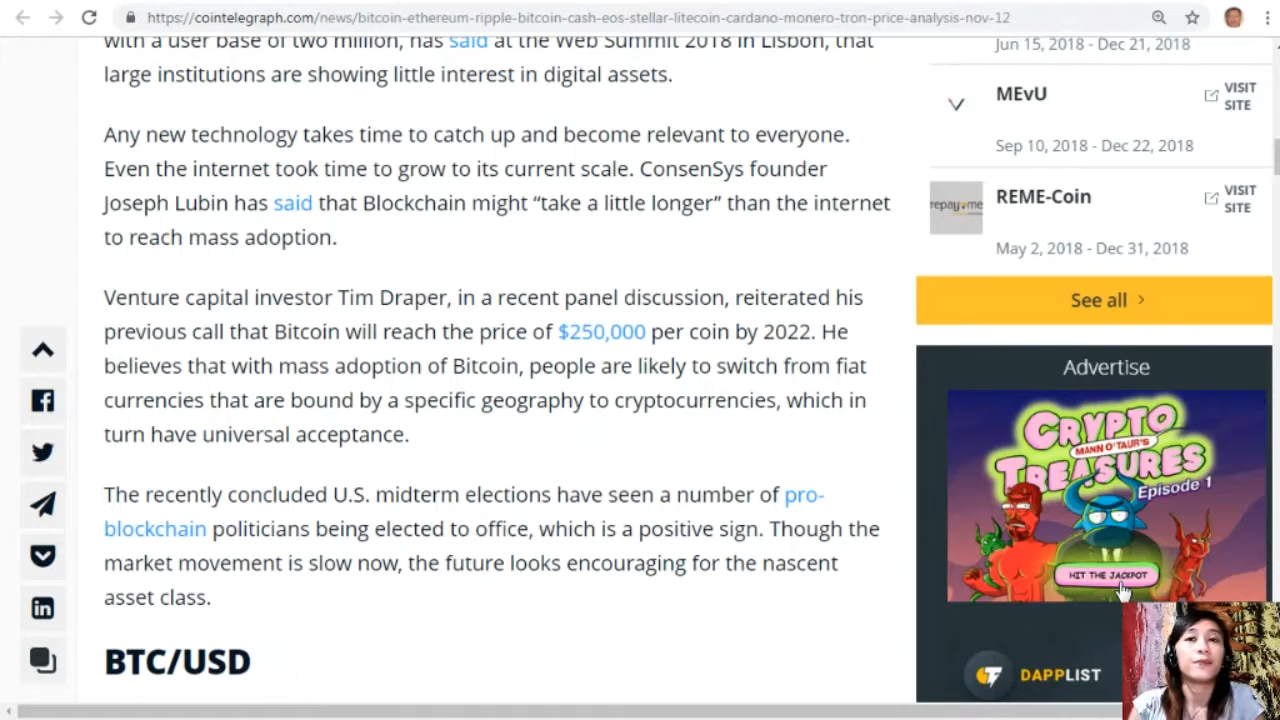 https://cointelegraph.com/news/bitcoin-ethereum-ripple-bitcoin-cash-eos-stellar-litecoin-cardano-monero-tron-price-analysis-nov-12
with a user base of two million, has said at the Web Summit 2018 in Lisbon, that
large institutions are showing little interest in digital assets.
Any new technology takes time to catch up and become relevant to everyone.
Even the internet took time to grow to its current scale. ConsenSys founder
Joseph Lubin has said that Blockchain might “take a little longer” than the internet
to reach mass adoption.
Venture capital investor Tim Draper, in a recent panel discussion, reiterated his
previous call that Bitcoin will reach the price of $250,000 per coin by 2022. He
believes that with mass adoption of Bitcoin, people are likely to switch from fiat
currencies that are bound by a specific geography to cryptocurrencies, which in
turn have universal acceptance.
The recently concluded U.S. midterm elections have seen a number of pro-
blockchain politicians being elected to office, which is a positive sign. Though the
market movement is slow now, the future looks encouraging for the nascent
asset class.
BTC/USD
Jun 15, 2018 - Dec 21, 2018
MEvU
VISIT
SITE
Sep 10, 2018 - Dec 22, 2018
repayme
REME-Coin
VISIT
SITE
May 2, 2018 - Dec 31, 2018
See all
Advertise
CRYPTO
MANN O'TAUR'S
TREASURES
Episode 1
HIT THE JACKPOT
DAPPLIST